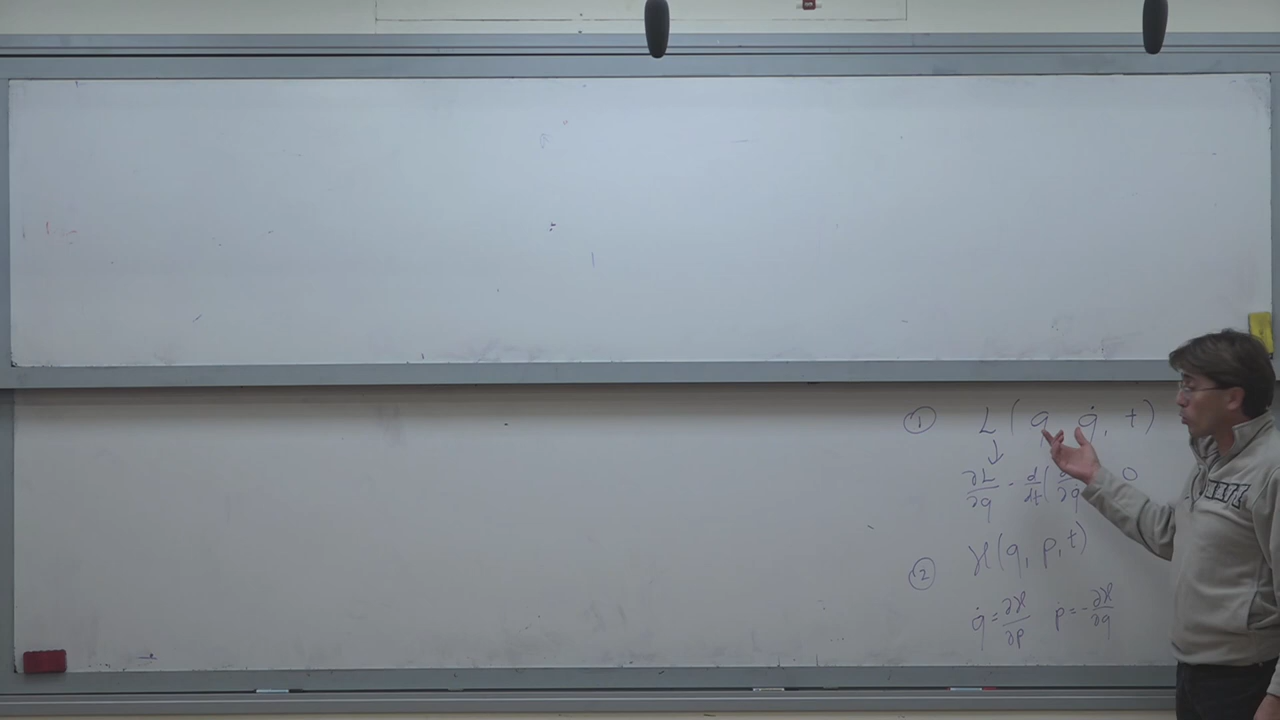 ① L ( q, q̇, t )
↓
∂L/∂q - d/dt ( ∂q 0
② ℋ(q, p, t)
q̇ = ∂ℋ/∂p ṗ = - ∂ℋ/∂q